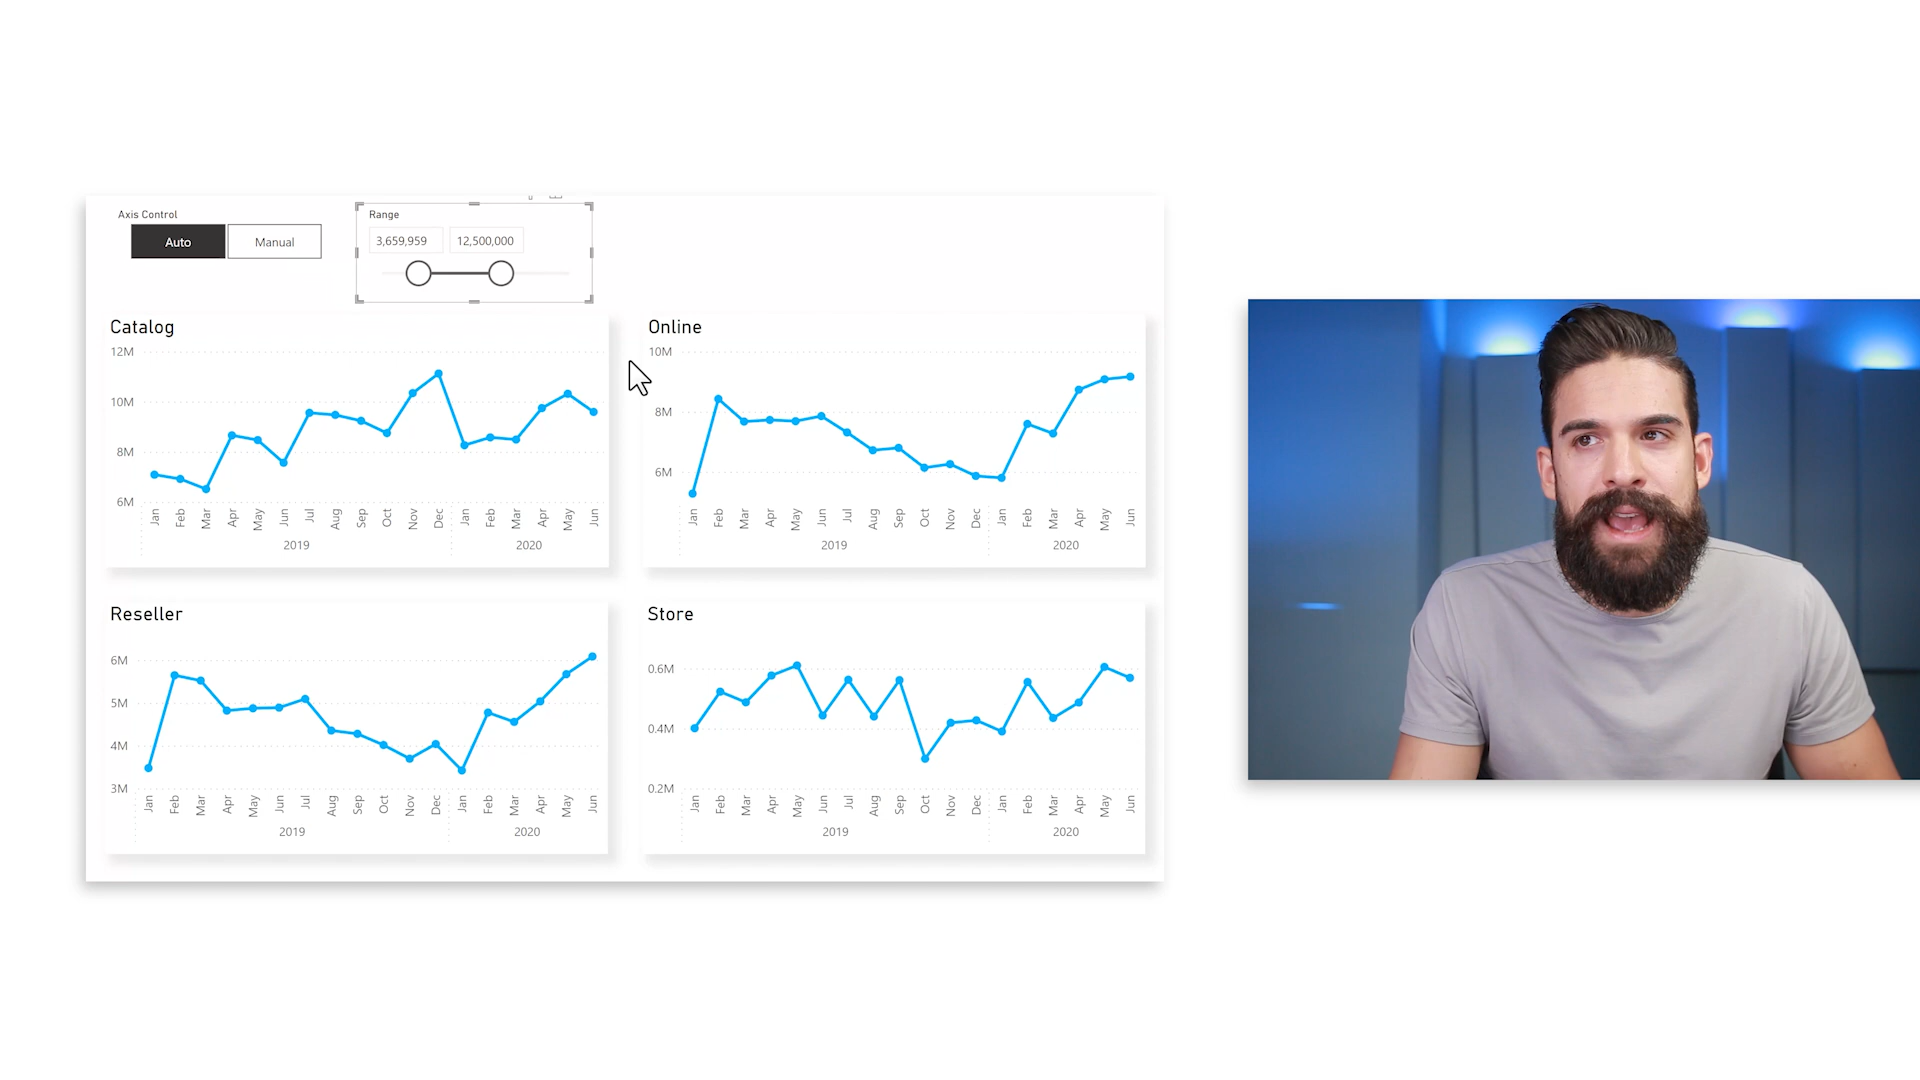 Axis Control
Auto
Manual
Range
3,659,959
12,500,000
Catalog
12M
10M
8M
6M
Jan Feb Mar Apr May Jun Jul Aug Sep Oct Nov Dec Jan Feb Mar Apr May Jun
2019 2020
Online
10M
8M
6M
Jan Feb Mar Apr May Jun Jul Aug Sep Oct Nov Dec Jan Feb Mar Apr May Jun
2019 2020
Reseller
6M
5M
4M
3M
Jan Feb Mar Apr May Jun Jul Aug Sep Oct Nov Dec Jan Feb Mar Apr May Jun
2019 2020
Store
0.6M
0.4M
0.2M
Jan Feb Mar Apr May Jun Jul Aug Sep Oct Nov Dec Jan Feb Mar Apr May Jun
2019 2020